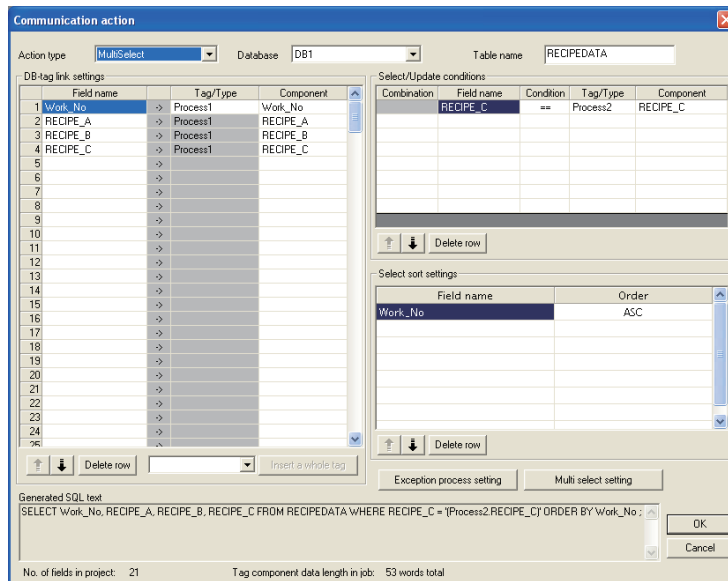 Communication action
Action type MultiSelect Database DB1 Table name RECIPEDATA
DB-tag link settings
Field name Tag/Type Component
1 Work_No -> Process1 Work_No
2 RECIPE_A -> Process1 RECIPE_A
3 RECIPE_B -> Process1 RECIPE_B
4 RECIPE_C -> Process1 RECIPE_C
5 ->
6 ->
7 ->
8 ->
9 ->
10 ->
11 ->
12 ->
13 ->
14 ->
15 ->
16 ->
17 ->
18 ->
19 ->
20 ->
21 ->
22 ->
23 ->
24 ->
25 ->
Delete row Insert a whole tag
Select/Update conditions
Combination Field name Condition Tag/Type Component
RECIPE_C == Process2 RECIPE_C
Delete row
Select sort settings
Field name Order
Work_No ASC
Delete row
Exception process setting Multi select setting
Generated SQL text
SELECT Work_No, RECIPE_A, RECIPE_B, RECIPE_C FROM RECIPEDATA WHERE RECIPE_C = '(Process2.RECIPE_C)' ORDER BY Work_No ;
OK
Cancel
No. of fields in project: 21 Tag component data length in job: 53 words total